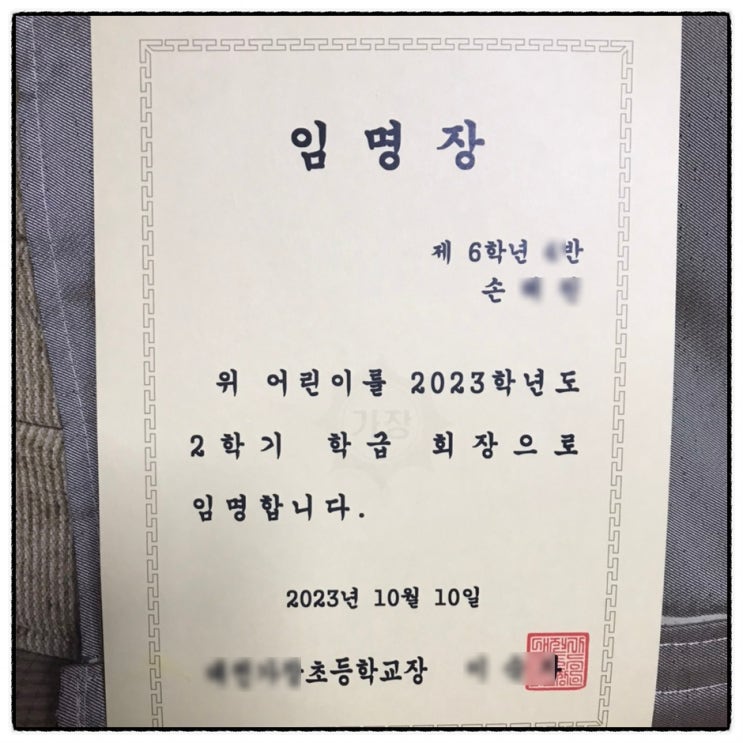 임명장
제 6학년 반
손
위 어린이를 2023학년도
가장
2학기 학급 회장으로
임명합니다.
2023년 10월 10일
초등학교장